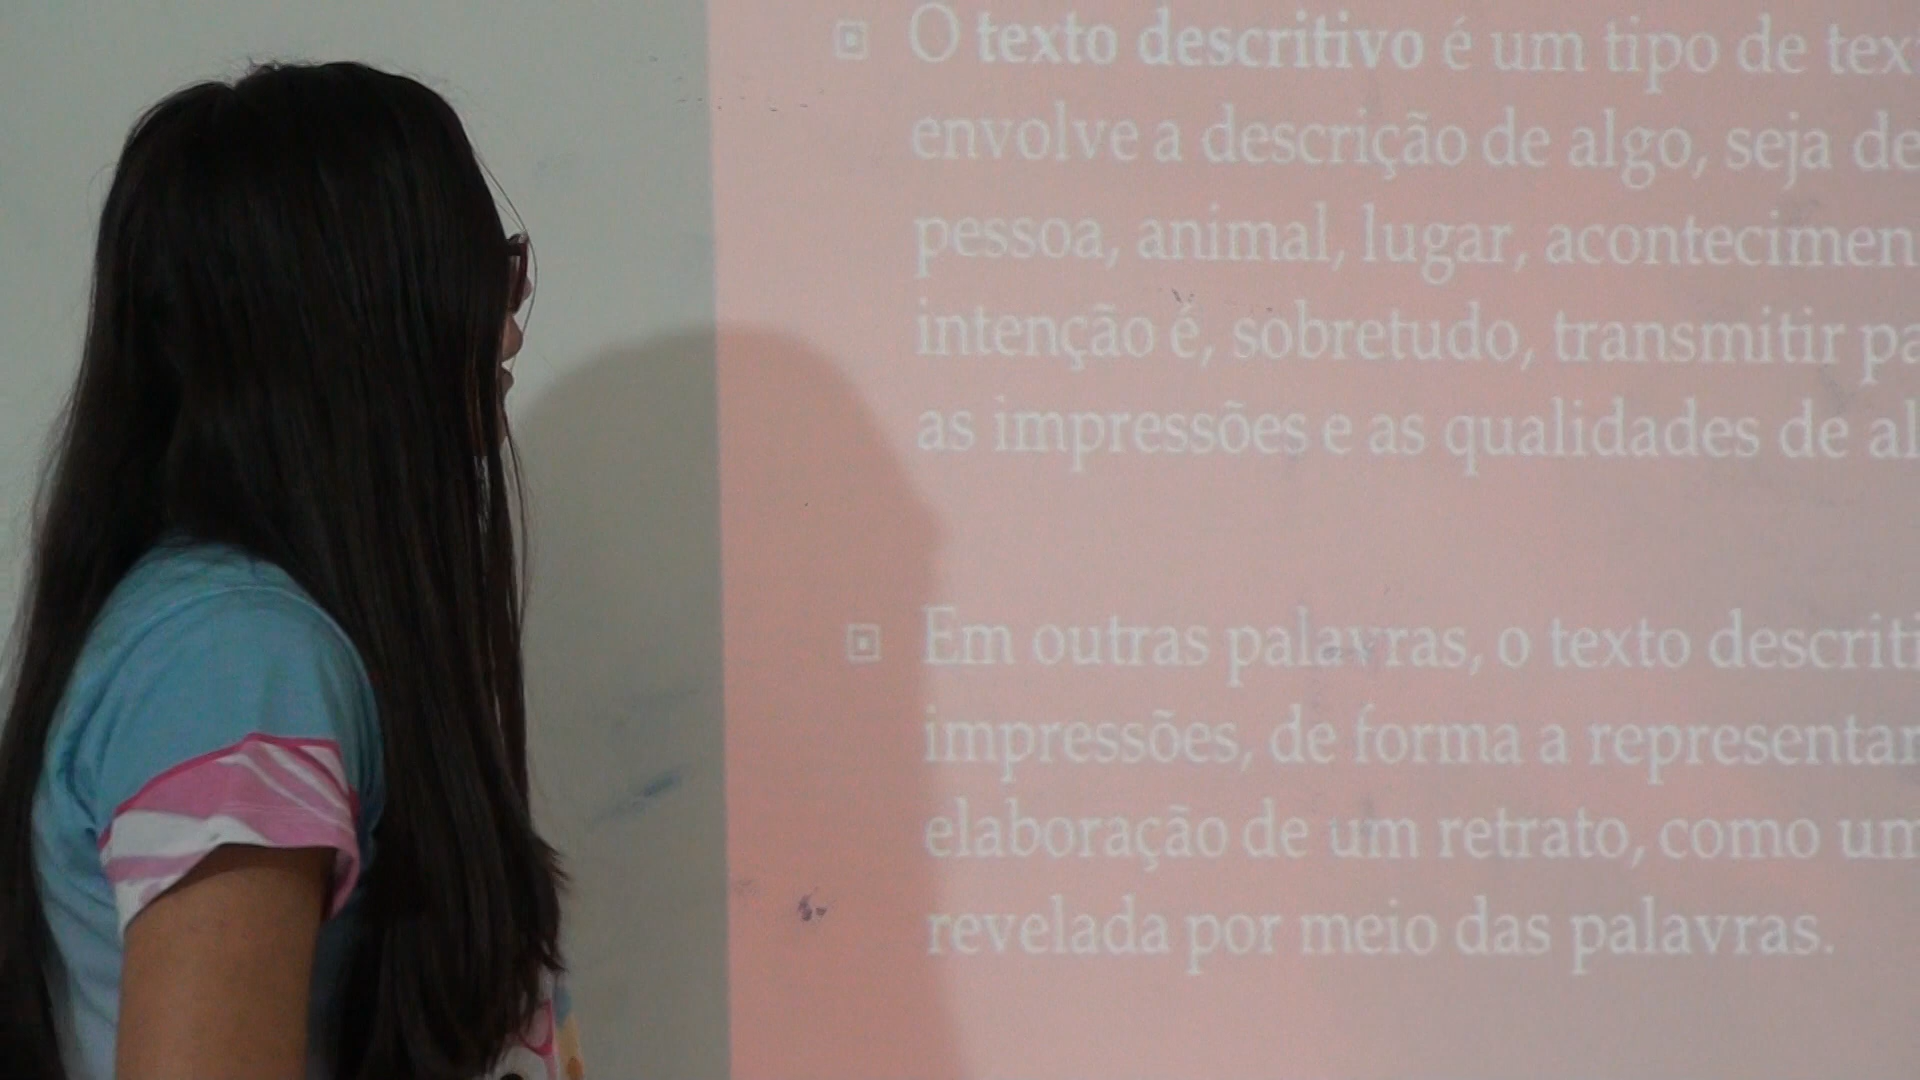 O texto descritivo é um tipo de tex
envolve a descrição de algo, seja de
pessoa, animal, lugar, acontecimen
intenção é, sobretudo, transmitir pa
as impressões e as qualidades de al
Em outras palavras, o texto descriti
impressões, de forma a representar
elaboração de um retrato, como um
revelada por meio das palavras.